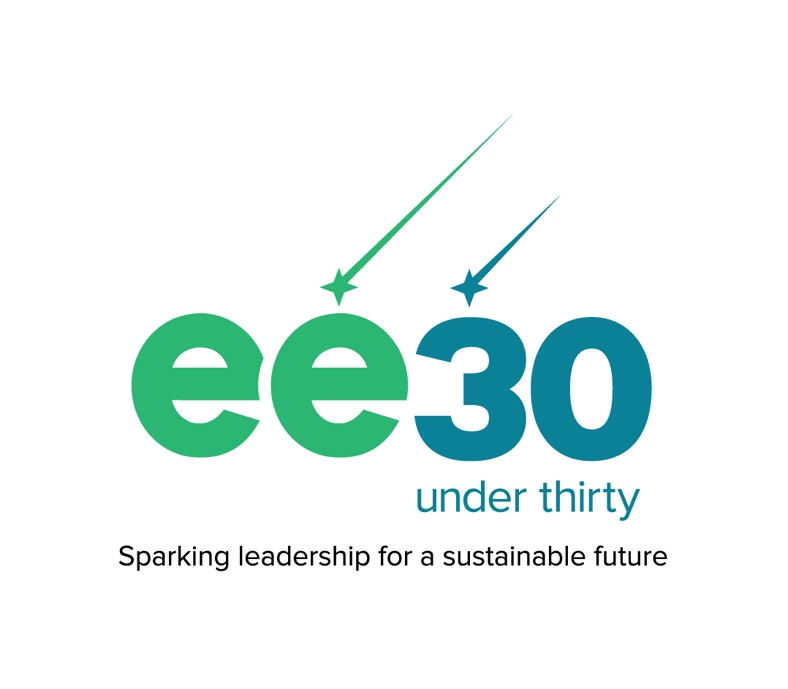 ee30
under thirty
Sparking leadership for a sustainable future